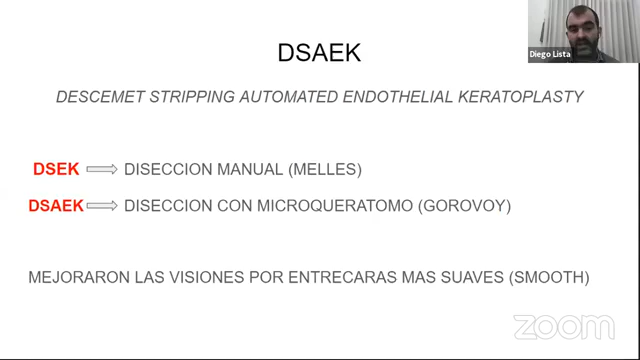 DSAEK
Diego Lista
DESCEMET STRIPPING AUTOMATED ENDOTHELIAL KERATOPLASTY
DSEK DISECCION MANUAL (MELLES)
DSAEK DISECCION CON MICROQUERATOMO (GOROVOY)
MEJORARON LAS VISIONES POR ENTRECARAS MAS SUAVES (SMOOTH)
zoom